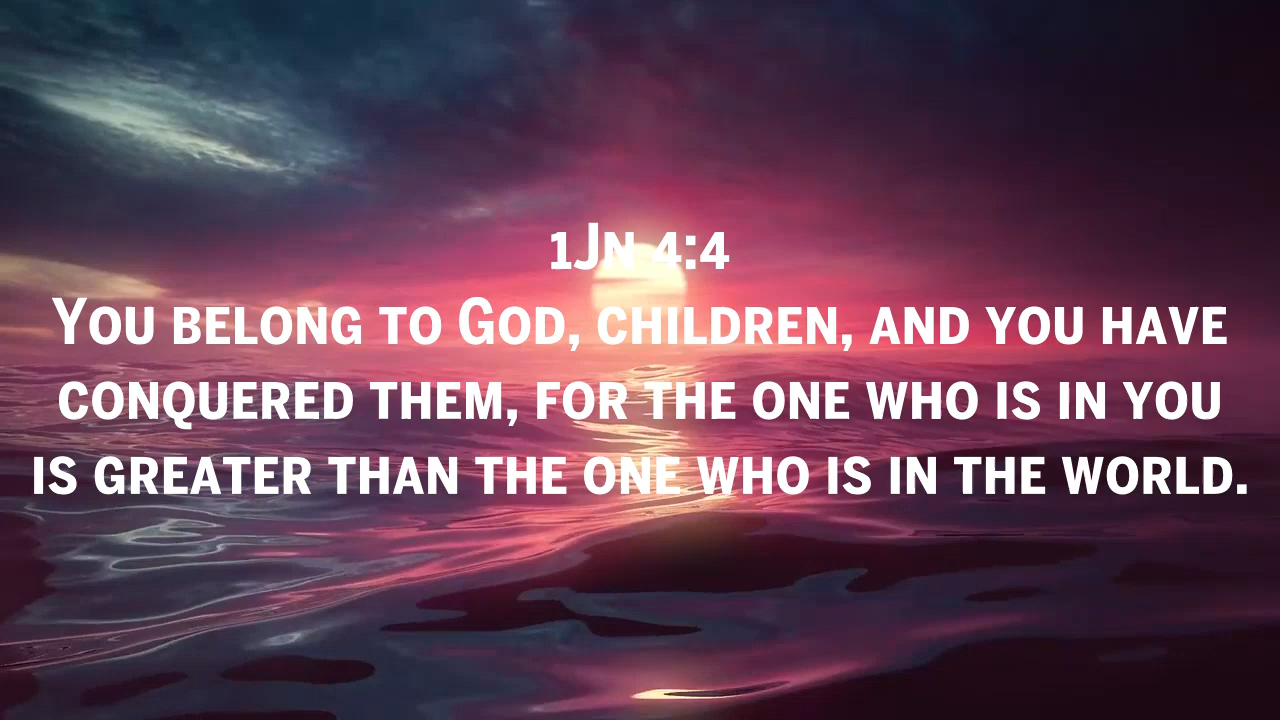 1Jn 4:4
You belong to God, children, and you have
conquered them, for the one who is in you
is greater than the one who is in the world.